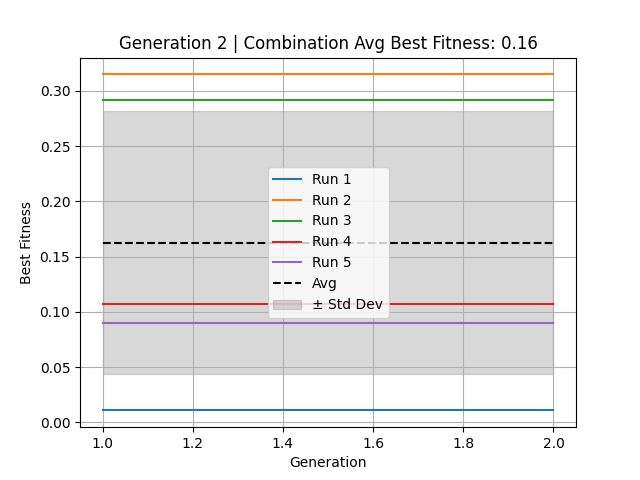 Generation 2 | Combination Avg Best Fitness: 0.16
Best Fitness
0.30
0.25
0.20
0.15
0.10
0.05
0.00
Run 1
Run 2
Run 3
Run 4
Run 5
Avg
± Std Dev
1.0 1.2 1.4 1.6 1.8 2.0
Generation